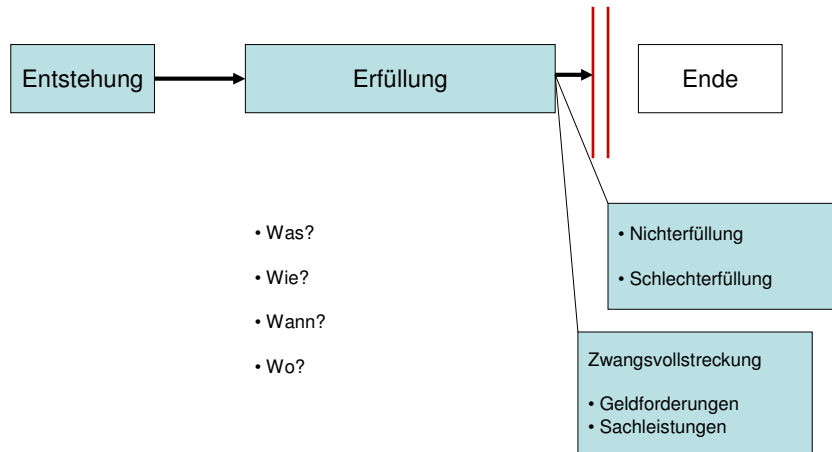 Entstehung
Erfüllung
Ende
• Was?
• Wie?
• Wann?
• Wo?
• Nichterfüllung
• Schlechterfüllung
Zwangsvollstreckung
• Geldforderungen
• Sachleistungen